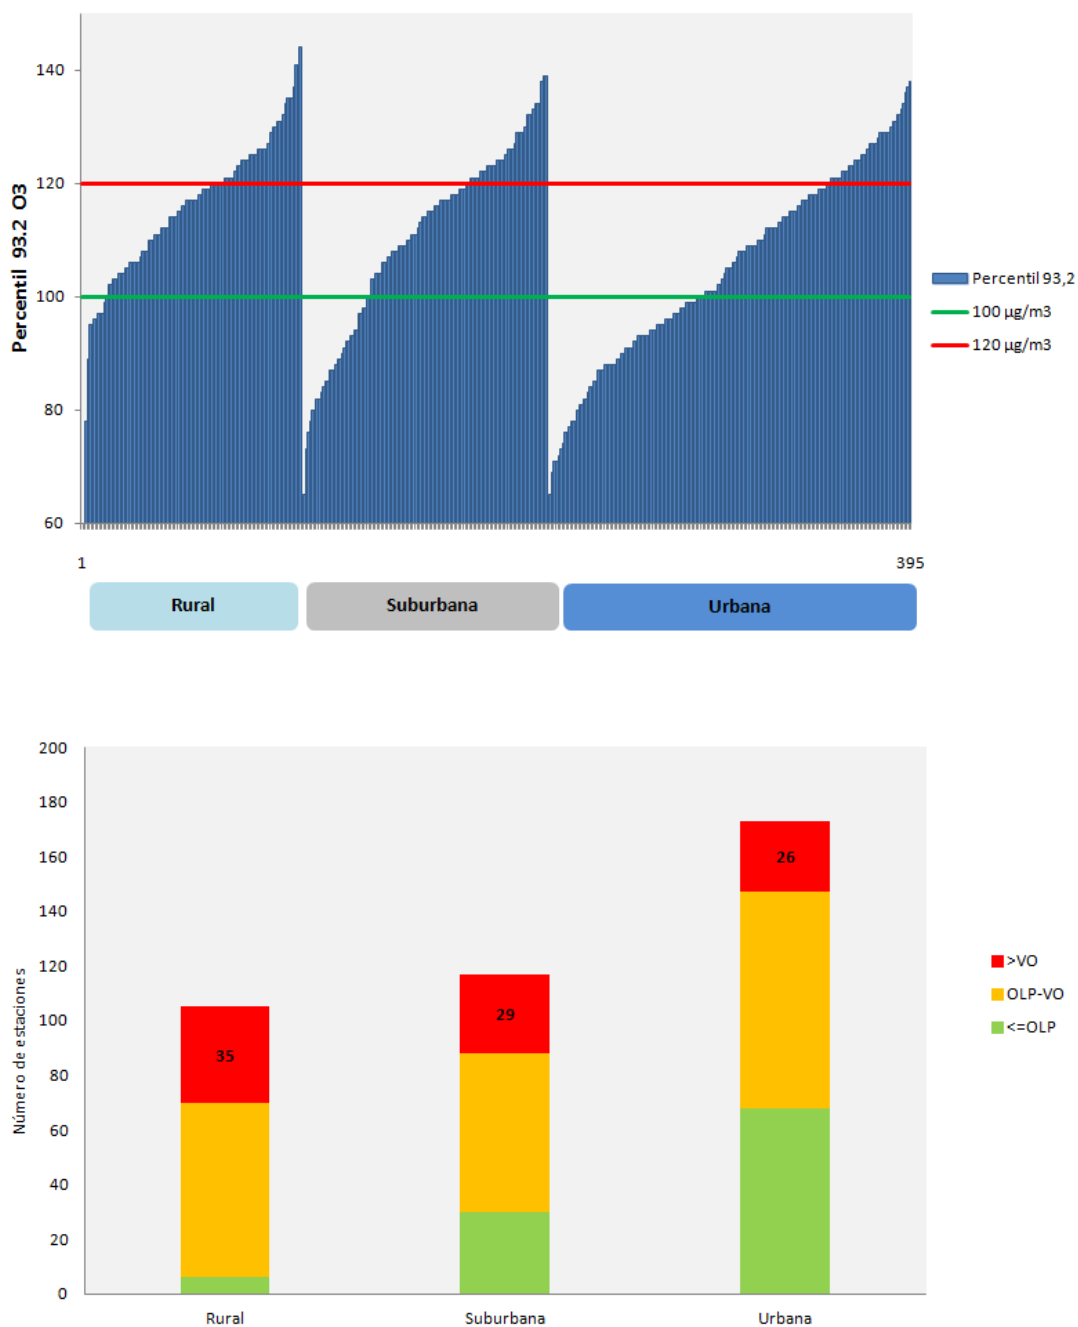 140
120
100
80
60
Percentil 93.2 O3
1
395
Percentil 93,2
100 µg/m3
120 µg/m3
Rural
Suburbana
Urbana
200
180
160
140
120
100
80
60
40
20
0
Número de estaciones
35
29
26
>VO
OLP-VO
<=OLP
Rural
Suburbana
Urbana